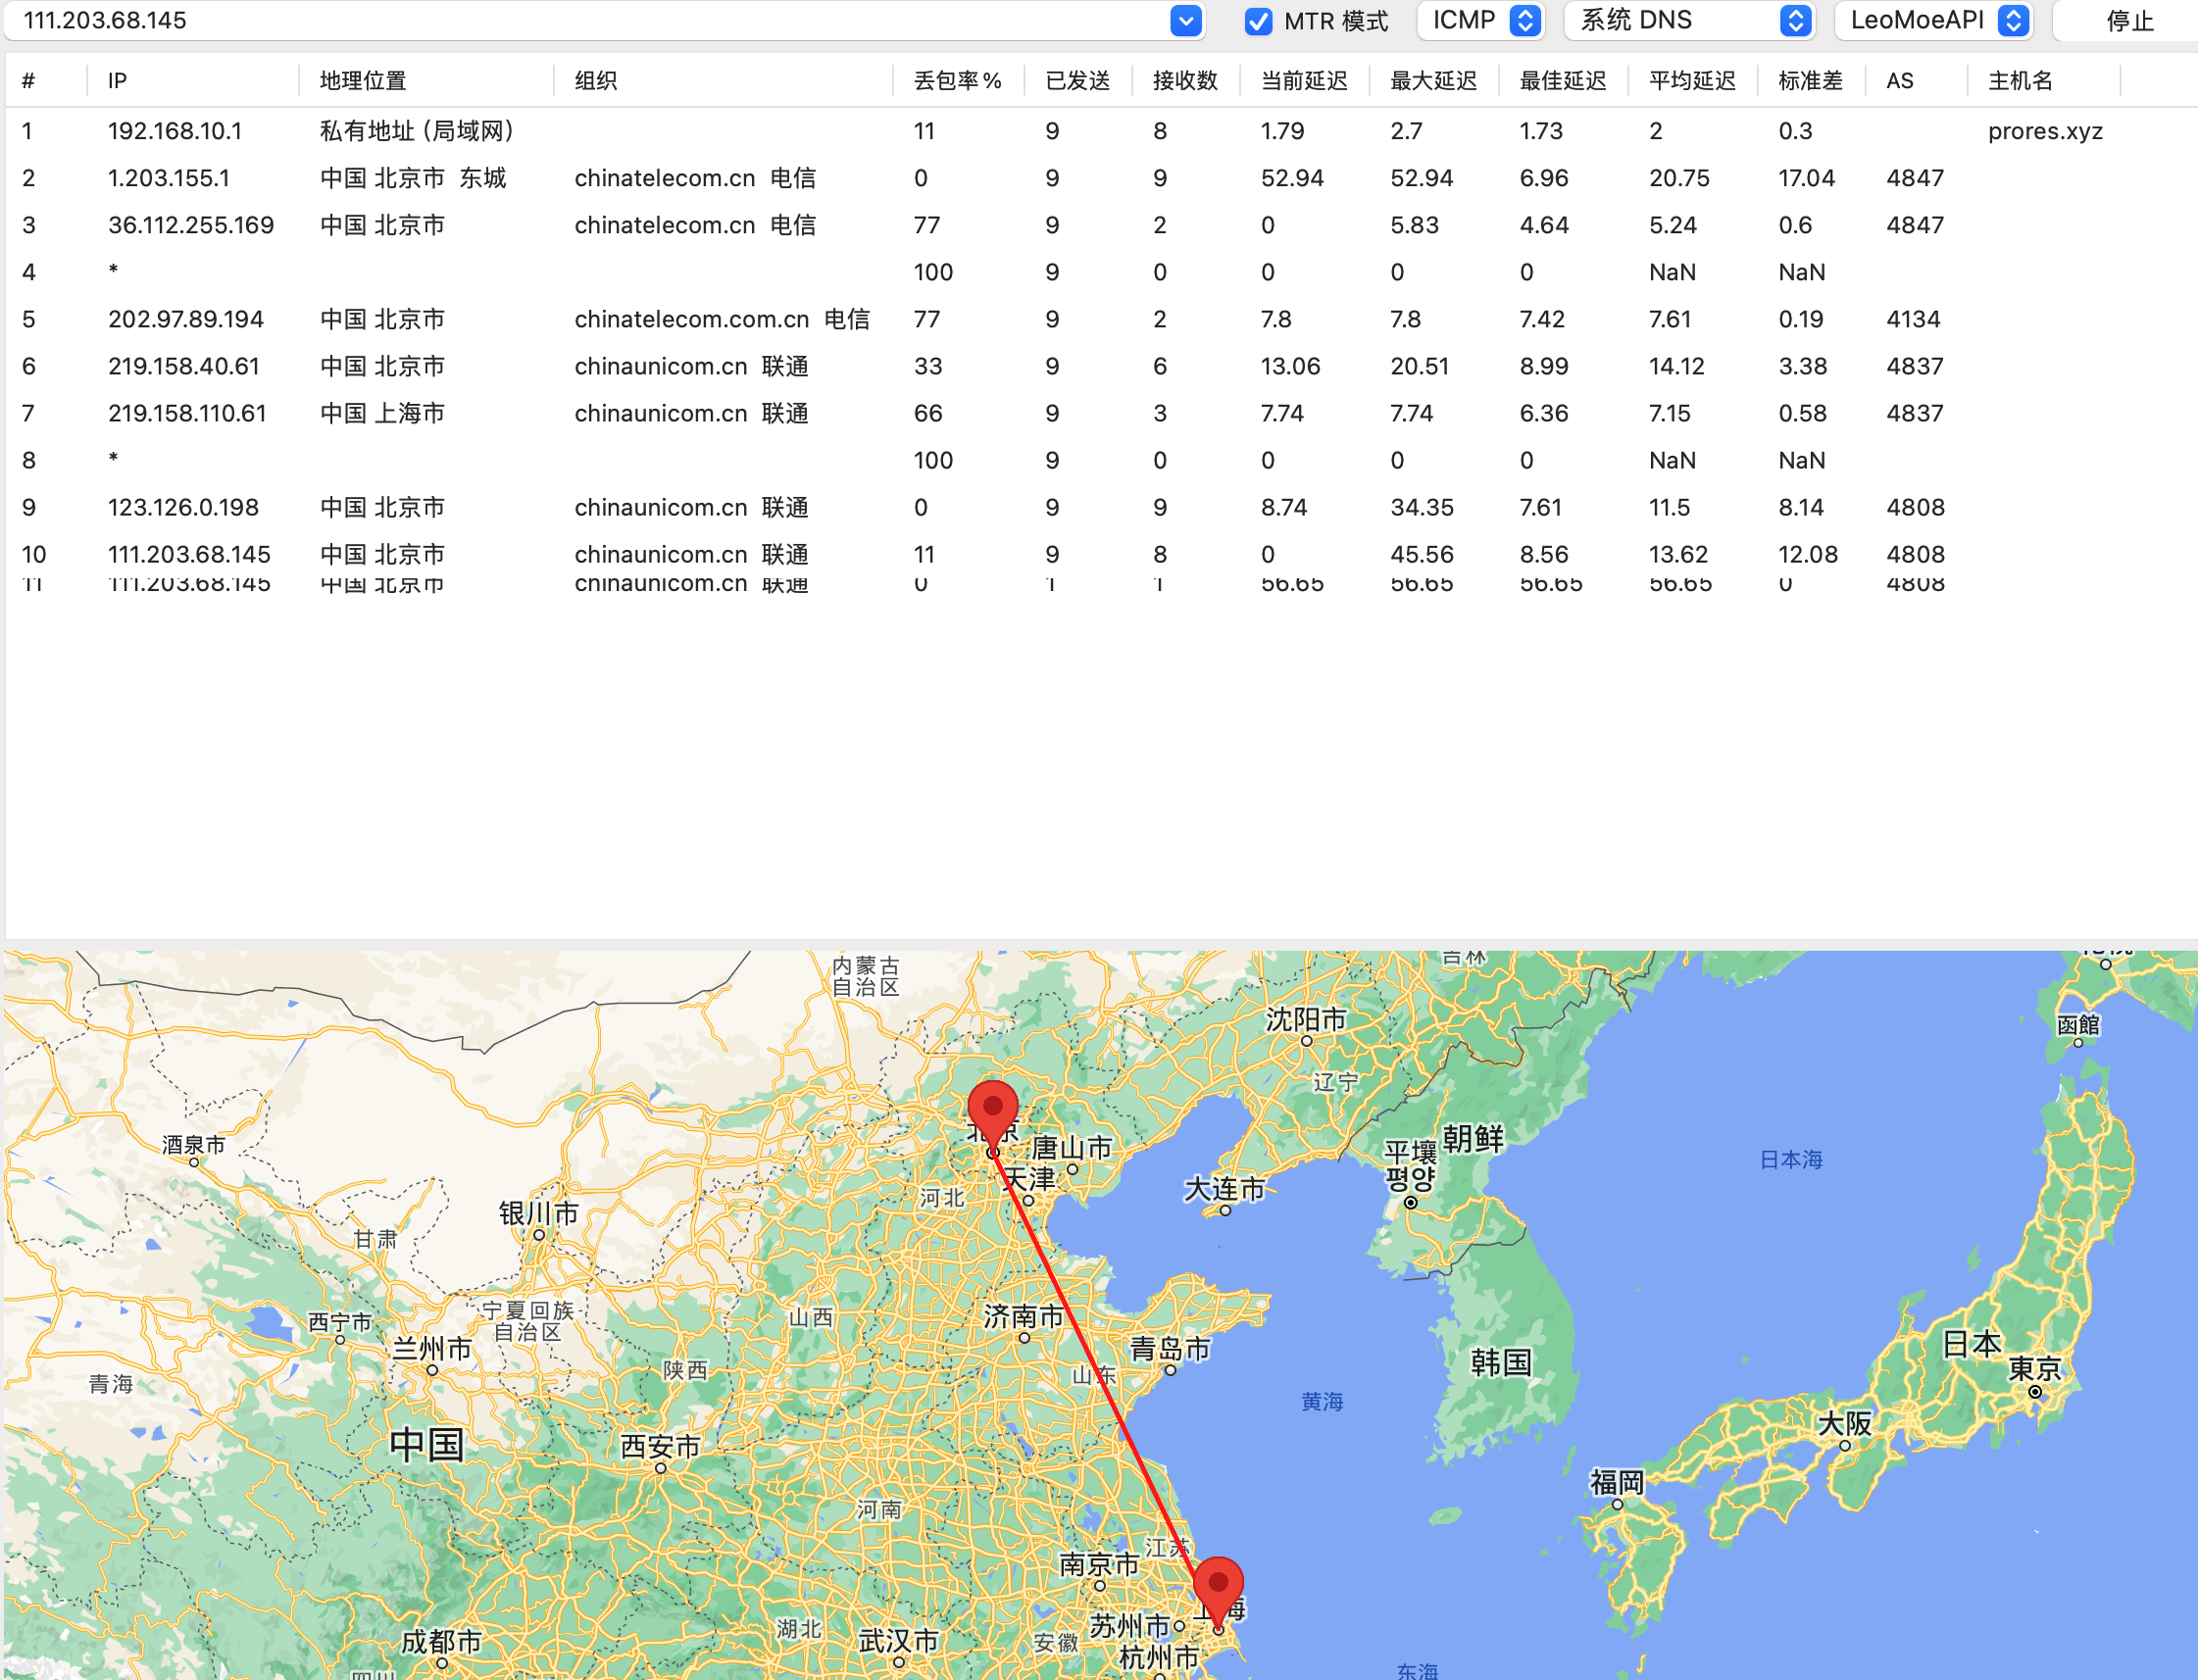 111.203.68.145 MTR 模式 ICMP 系统 DNS LeoMoeAPI 停止
# IP 地理位置 组织 丢包率% 已发送 接收数 当前延迟 最大延迟 最佳延迟 平均延迟 标准差 AS 主机名
1 192.168.10.1 私有地址 (局域网) 11 9 8 1.79 2.7 1.73 2 0.3 prores.xyz
2 1.203.155.1 中国 北京市 东城 chinatelecom.cn 电信 0 9 9 52.94 52.94 6.96 20.75 17.04 4847
3 36.112.255.169 中国 北京市 chinatelecom.cn 电信 77 9 2 0 5.83 4.64 5.24 0.6 4847
4 * 100 9 0 0 0 0 NaN NaN
5 202.97.89.194 中国 北京市 chinatelecom.com.cn 电信 77 9 2 7.8 7.8 7.42 7.61 0.19 4134
6 219.158.40.61 中国 北京市 chinaunicom.cn 联通 33 9 6 13.06 20.51 8.99 14.12 3.38 4837
7 219.158.110.61 中国 上海市 chinaunicom.cn 联通 66 9 3 7.74 7.74 6.36 7.15 0.58 4837
8 * 100 9 0 0 0 0 NaN NaN
9 123.126.0.198 中国 北京市 chinaunicom.cn 联通 0 9 9 8.74 34.35 7.61 11.5 8.14 4808
10 111.203.68.145 中国 北京市 chinaunicom.cn 联通 11 9 8 0 45.56 8.56 13.62 12.08 4808
11 111.203.68.145 中国 北京市 chinaunicom.cn 联通 0 1 1 56.65 56.65 56.65 56.65 0 4808
内蒙古
自治区
吉林
沈阳市
函館
辽宁
北京
唐山市
朝鲜
平壤
평양
酒泉市
日本海
天津
大连市
河北
银川市
甘肃
宁夏回族
自治区
山西
济南市
西宁市
兰州市
青岛市
日本
韩国
東京
陕西
山东
青海
黄海
中国
西安市
大阪
福岡
河南
江苏
南京市
上海
苏州市
湖北
武汉市
安徽
成都市
杭州市
四川
东海